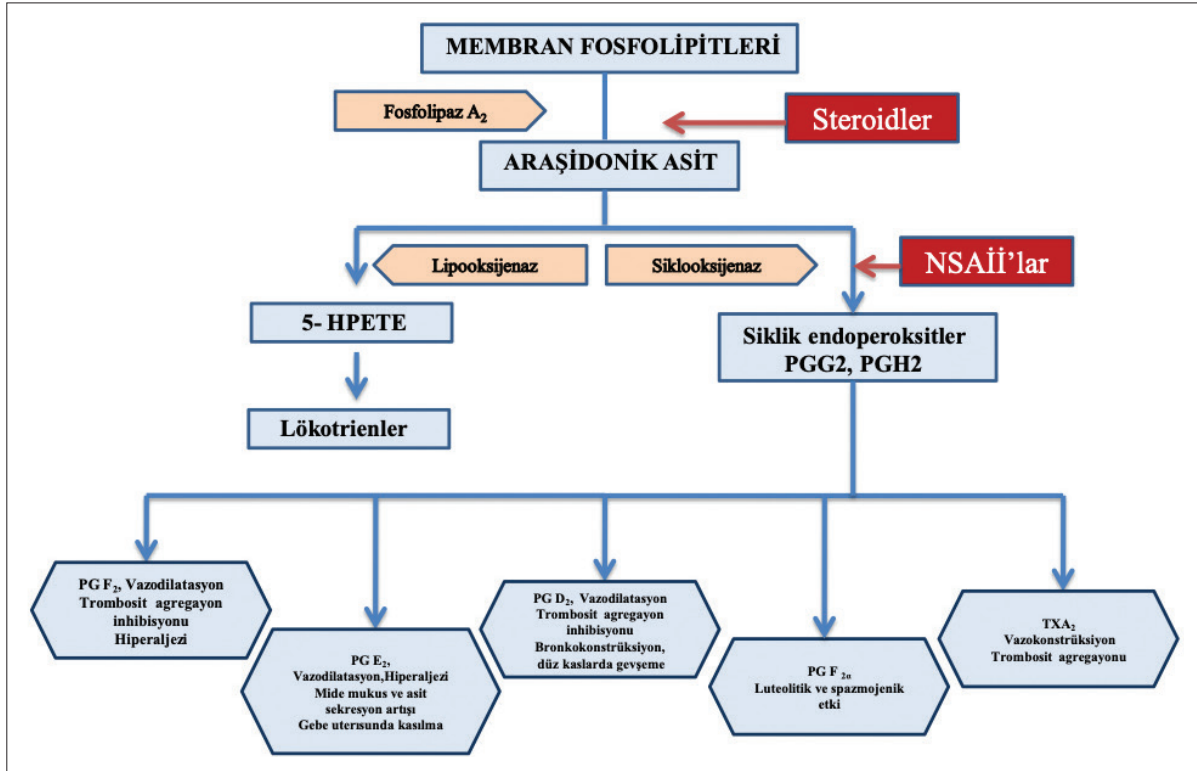 MEMBRAN FOSFOLİPİTLERİ
Fosfolipaz A₂
Steroidler
ARAŞİDONİK ASİT
Lipooksijenaz
Siklooksijenaz
NSAİİ’lar
5- HPETE
Siklik endoperoksitler
PGG2, PGH2
Lökotrienler
PG F₂, Vazodilatasyon
Trombosit agregayon
inhibisyonu
Hiperaljezi
PG E₂,
Vazodilatasyon,Hiperaljezi
Mide mukus ve asit
sekresyon artışı
Gebe uterısunda kasılma
PG D₂, Vazodilatasyon
Trombosit agregayon
inhibisyonu
Bronkokonstrüksiyon,
düz kaslarda gevşeme
PG F ₂α
Luteolitik ve spazmojenik
etki
TXA₂
Vazokonstrüksiyon
Trombosit agregayonu